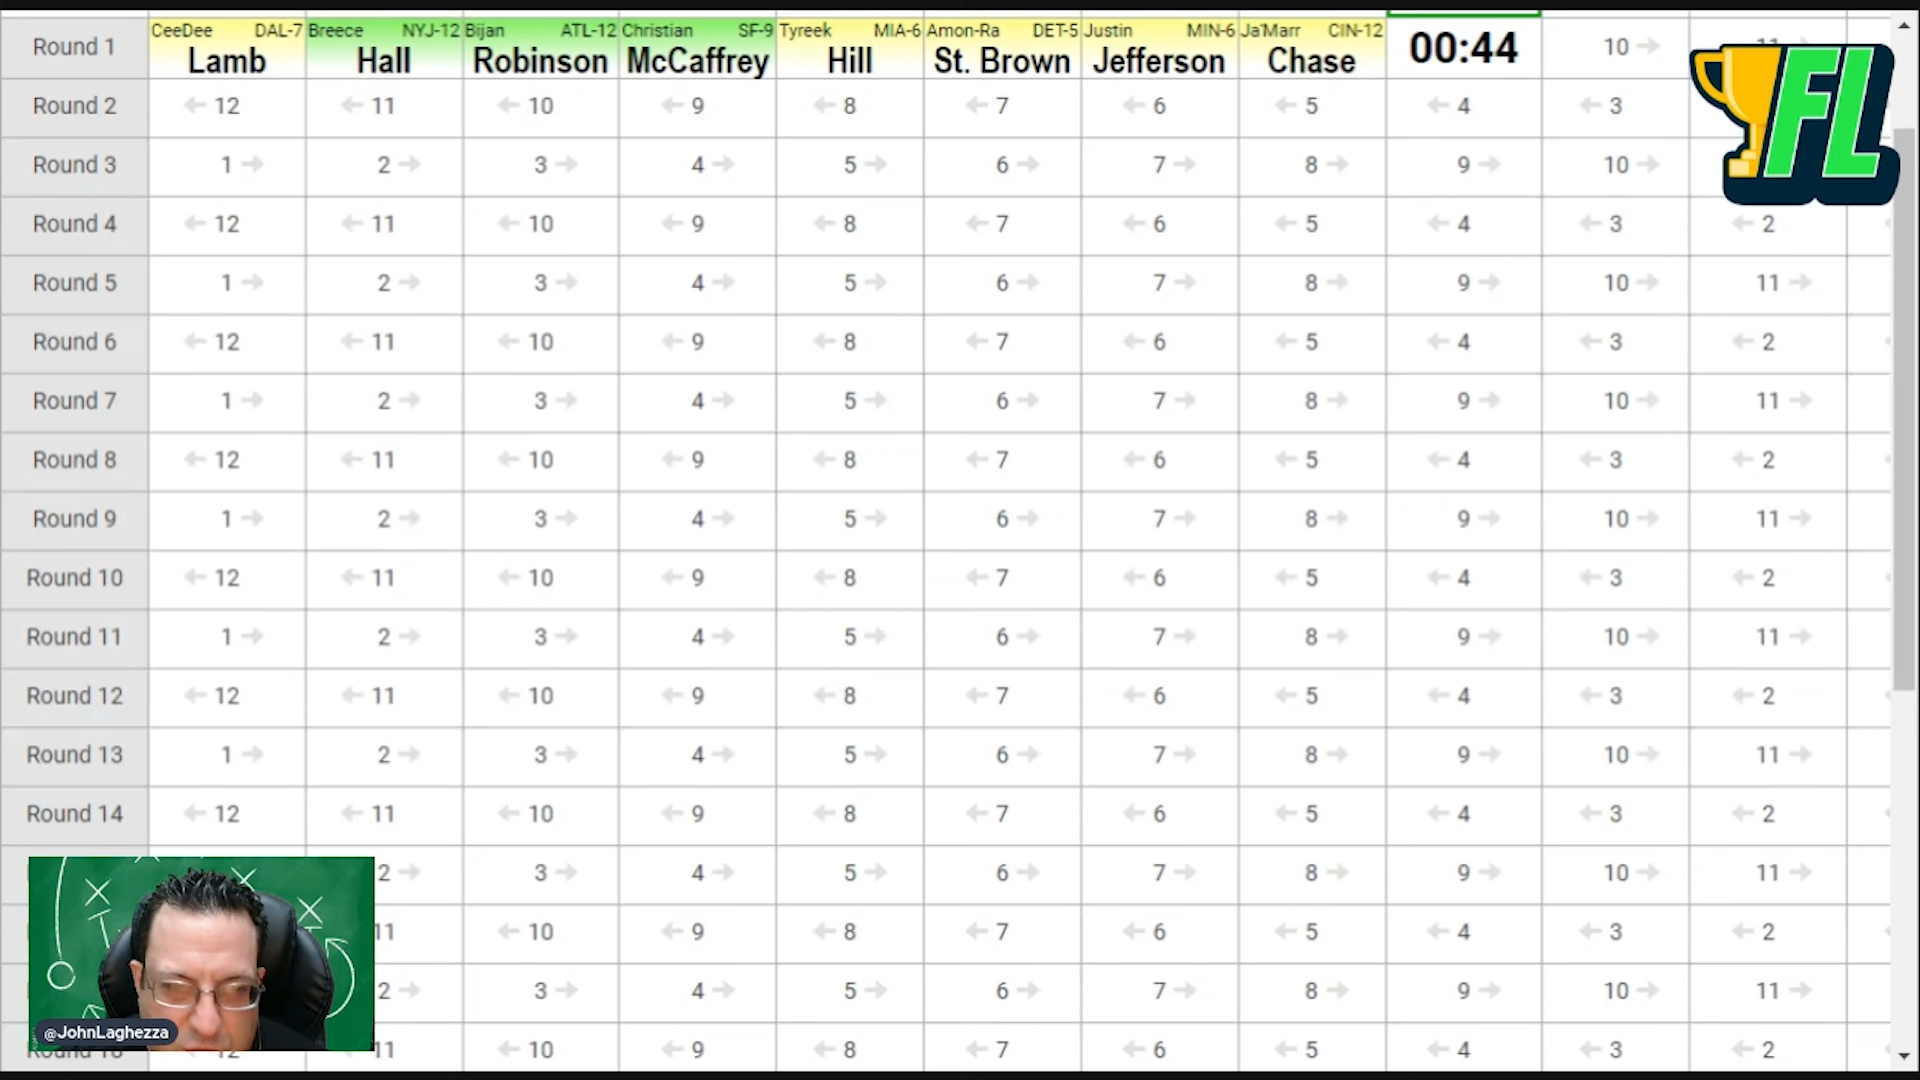 Round 1 CeeDee DAL-7 Breece NYJ-12 Bijan ATL-12 Christian SF-9 Tyreek MIA-6 Amon-Ra DET-5 Justin MIN-6 Ja'Marr CIN-12
Lamb Hall Robinson McCaffrey Hill St. Brown Jefferson Chase 00:44 10
FL
Round 2 12 11 10 9 8 7 6 5 4 3
Round 3 1 2 3 4 5 6 7 8 9 10
Round 4 12 11 10 9 8 7 6 5 4 3 2
Round 5 1 2 3 4 5 6 7 8 9 10 11
Round 6 12 11 10 9 8 7 6 5 4 3 2
Round 7 1 2 3 4 5 6 7 8 9 10 11
Round 8 12 11 10 9 8 7 6 5 4 3 2
Round 9 1 2 3 4 5 6 7 8 9 10 11
Round 10 12 11 10 9 8 7 6 5 4 3 2
Round 11 1 2 3 4 5 6 7 8 9 10 11
Round 12 12 11 10 9 8 7 6 5 4 3 2
Round 13 1 2 3 4 5 6 7 8 9 10 11
Round 14 12 11 10 9 8 7 6 5 4 3 2
2 3 4 5 6 7 8 9 10 11
11 10 9 8 7 6 5 4 3 2
2 3 4 5 6 7 8 9 10 11
@JohnLaghezza
11 10 9 8 7 6 5 4 3 2